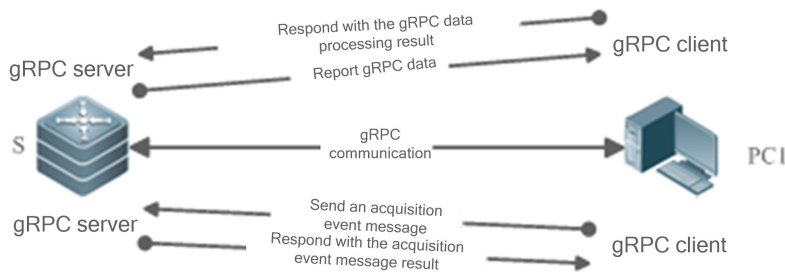 Respond with the gRPC data
processing result
gRPC client
gRPC server
Report gRPC data
S
gRPC
communication
PC1
Send an acquisition
event message
gRPC server
Respond with the acquisition
event message result
gRPC client